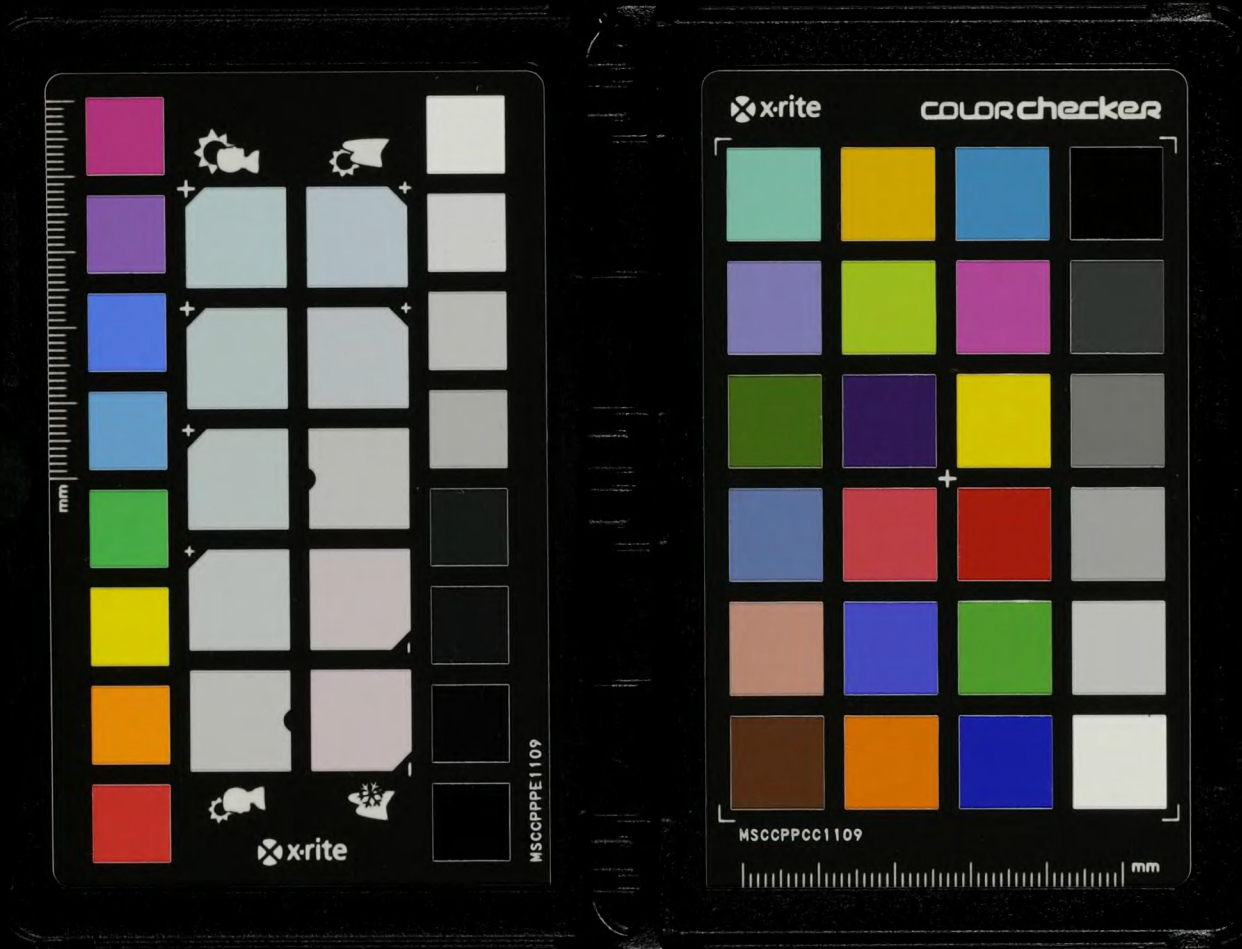 mm
x·rite
MSCCPPPE1109
x·rite
COLORchecker
MSCCPPCC1109
mm